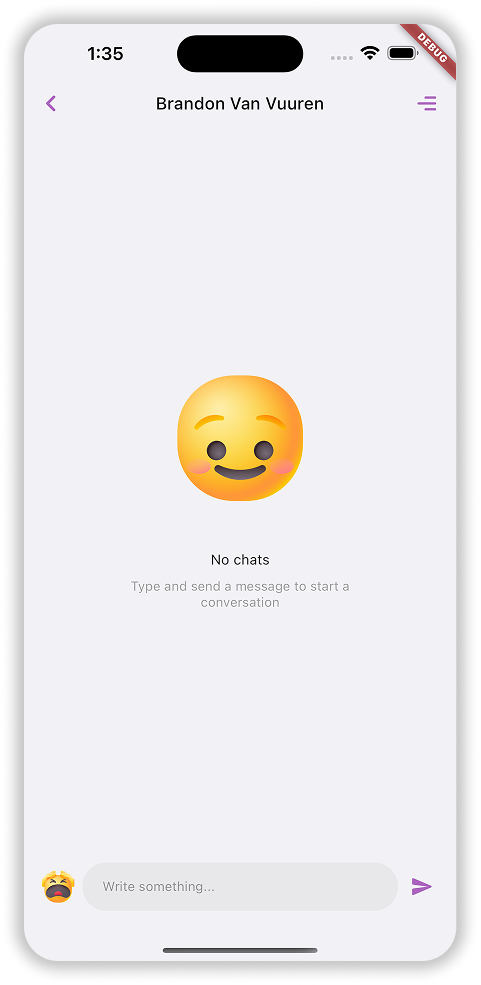 1:35
DEBUG
Brandon Van Vuuren
No chats
Type and send a message to start a
conversation
Write something...